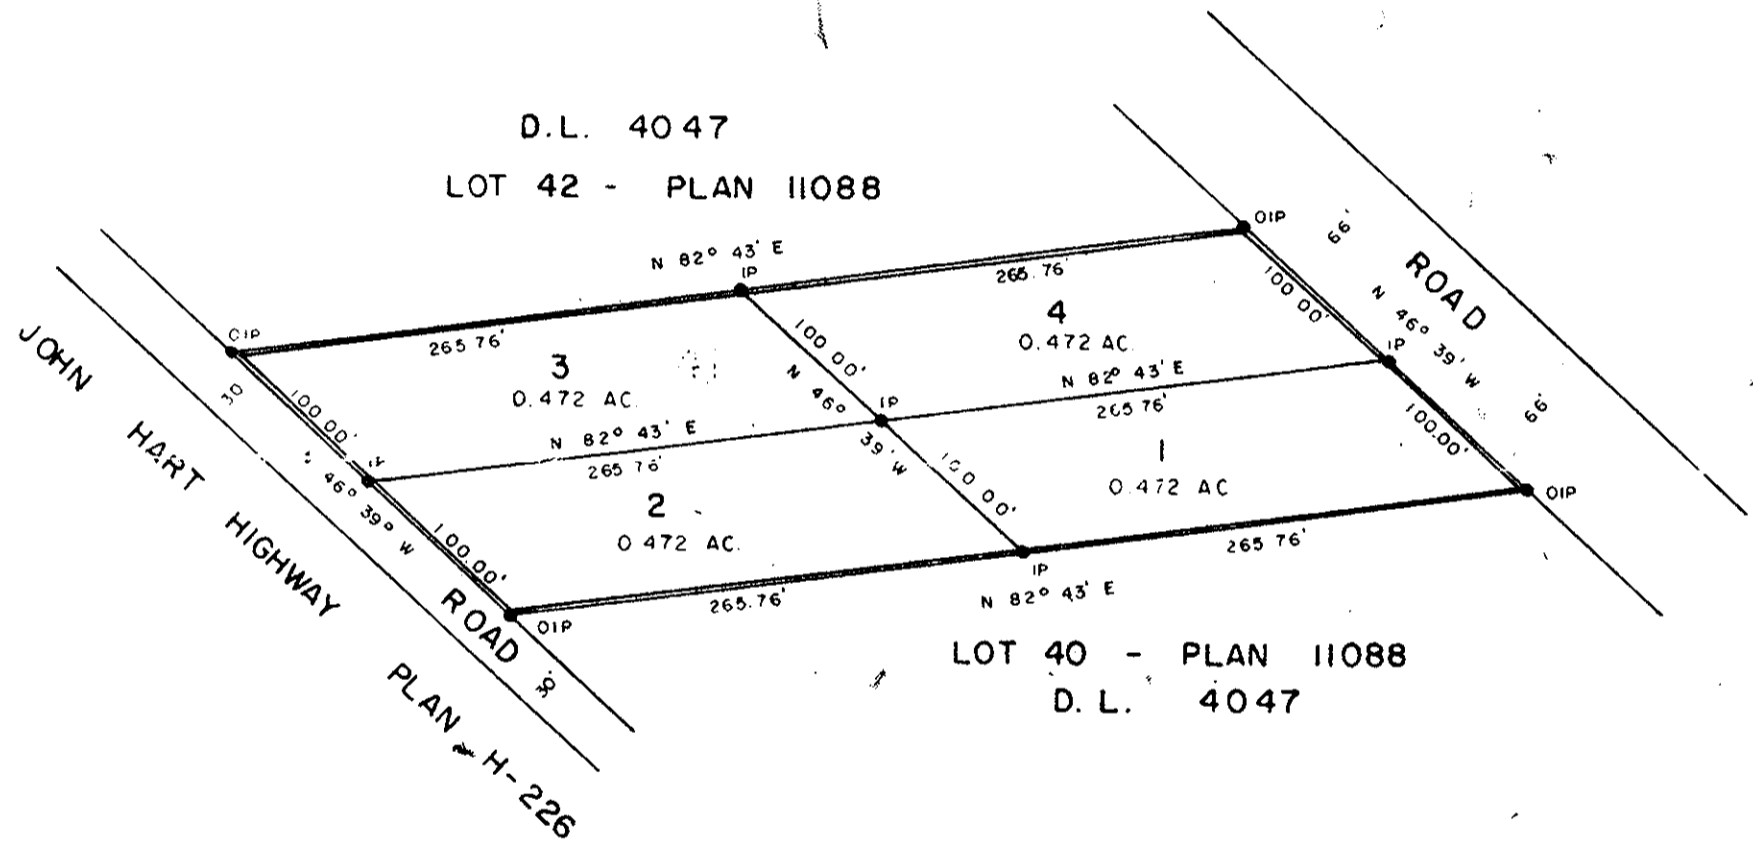 D.L. 4047
LOT 42 - PLAN 11088
N 82° 43' E
IP
OIP
265.76'
66'
ROAD
100.00'
N 46° 39' W
4
0.472 AC.
OIP
265.76'
3
0.472 AC.
100.00'
N 46° 39' W
IP
N 82° 43' E
265.76'
IP
30
100.00'
N 82° 43' E
265.76'
IP
1
0.472 AC
100.00'
66'
OIP
JOHN HART HIGHWAY PLAN H-226
46° 39° W
2
0.472 AC.
100.00'
100.00'
265.76'
IP
N 82° 43' E
265.76'
OIP
ROAD
30
LOT 40 - PLAN 11088
D.L. 4047